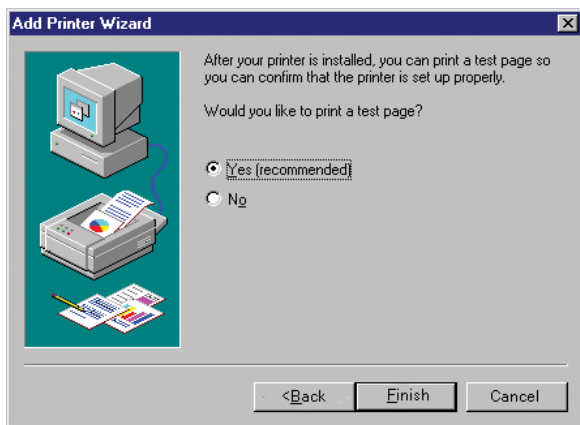 Add Printer Wizard
After your printer is installed, you can print a test page so
you can confirm that the printer is set up properly.
Would you like to print a test page?
Yes (recommended)
No
<Back
Finish
Cancel